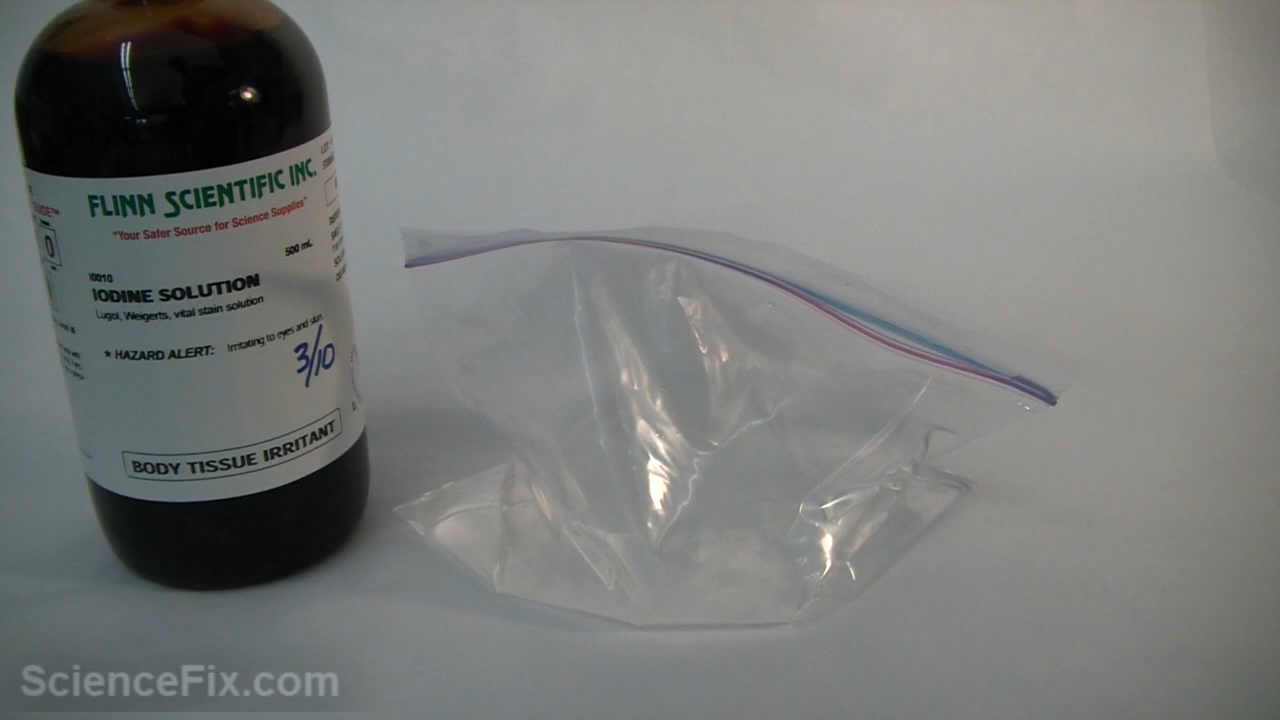 FLINN SCIENTIFIC INC.
"Your Safer Source for Science Supplies"
500 mL
I0010
IODINE SOLUTION
Lugol, Weigerts, vital stain solution
* HAZARD ALERT: Irritating to eyes and skin.
3/10
BODY TISSUE IRRITANT
0
ScienceFix.com